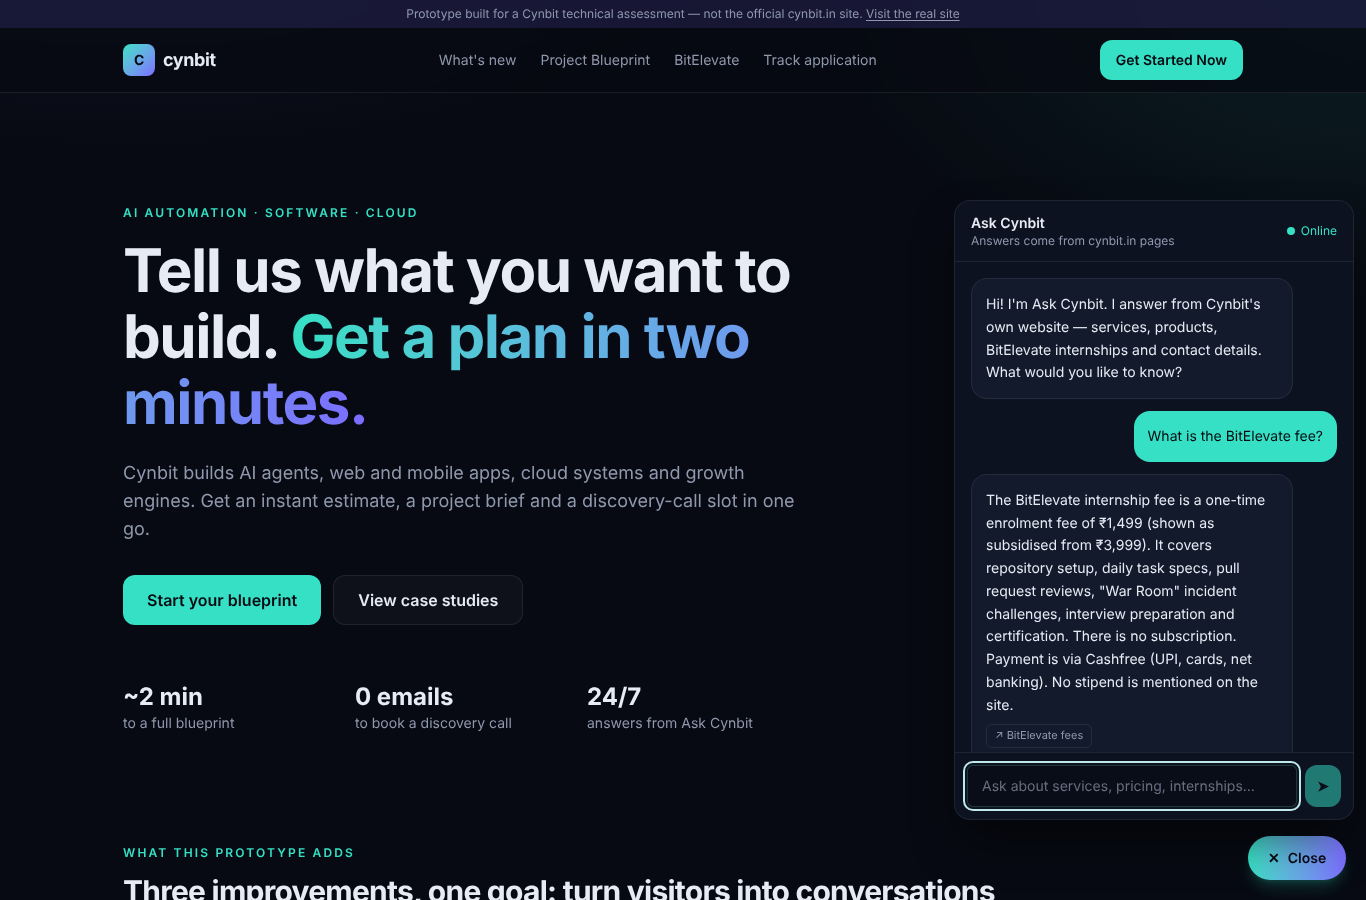 Prototype built for a Cynbit technical assessment — not the official cynbit.in site. Visit the real site
C cynbit
What's new Project Blueprint BitElevate Track application
Get Started Now
AI AUTOMATION · SOFTWARE · CLOUD
Tell us what you want to
build. Get a plan in two
minutes.
Cynbit builds AI agents, web and mobile apps, cloud systems and growth
engines. Get an instant estimate, a project brief and a discovery-call slot in one
go.
Start your blueprint
View case studies
~2 min
to a full blueprint
0 emails
to book a discovery call
24/7
answers from Ask Cynbit
WHAT THIS PROTOTYPE ADDS
Three improvements, one goal: turn visitors into conversations
Ask Cynbit
Answers come from cynbit.in pages
Online
Hi! I'm Ask Cynbit. I answer from Cynbit's
own website — services, products,
BitElevate internships and contact details.
What would you like to know?
What is the BitElevate fee?
The BitElevate internship fee is a one-time
enrolment fee of ₹1,499 (shown as
subsidised from ₹3,999). It covers
repository setup, daily task specs, pull
request reviews, "War Room" incident
challenges, interview preparation and
certification. There is no subscription.
Payment is via Cashfree (UPI, cards, net
banking). No stipend is mentioned on the
site.
↗ BitElevate fees
Ask about services, pricing, internships...
➤
✕ Close